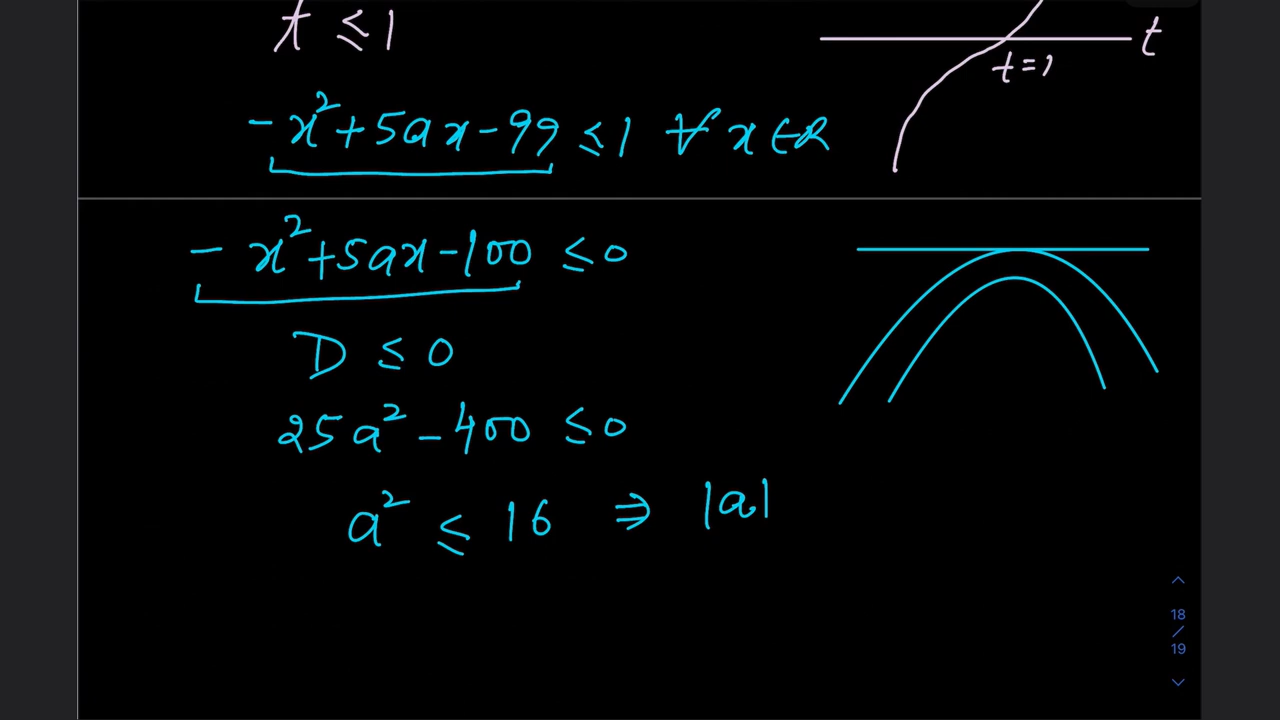 t ≤ 1
t
t = 1
-x² + 5ax - 99 ≤ 1 ∀ x ∈ R
-x² + 5ax - 100 ≤ 0
D ≤ 0
25a² - 400 ≤ 0
a² ≤ 16 ⇒ |a|
18
/
19